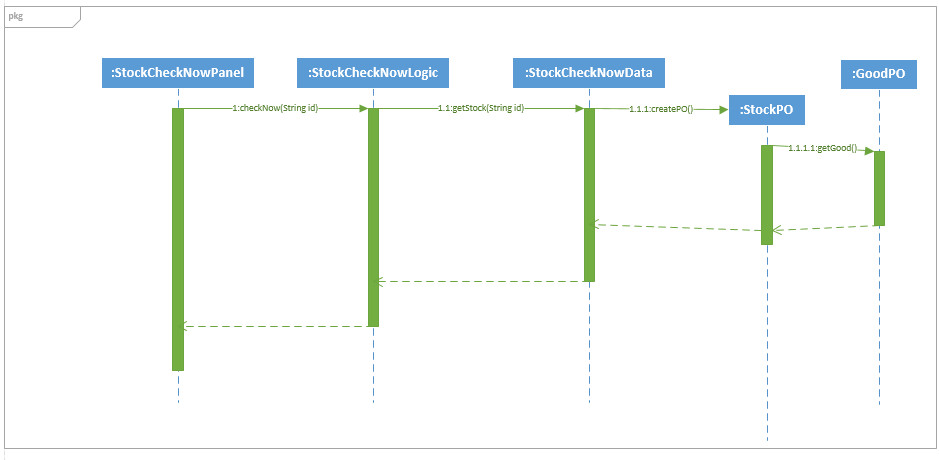 pkg
:StockCheckNowPanel
:StockCheckNowLogic
:StockCheckNowData
:GoodPO
:StockPO
1:checkNow(String id)
1.1:getStock(String id)
1.1.1:createPO()
1.1.1.1:getGood()